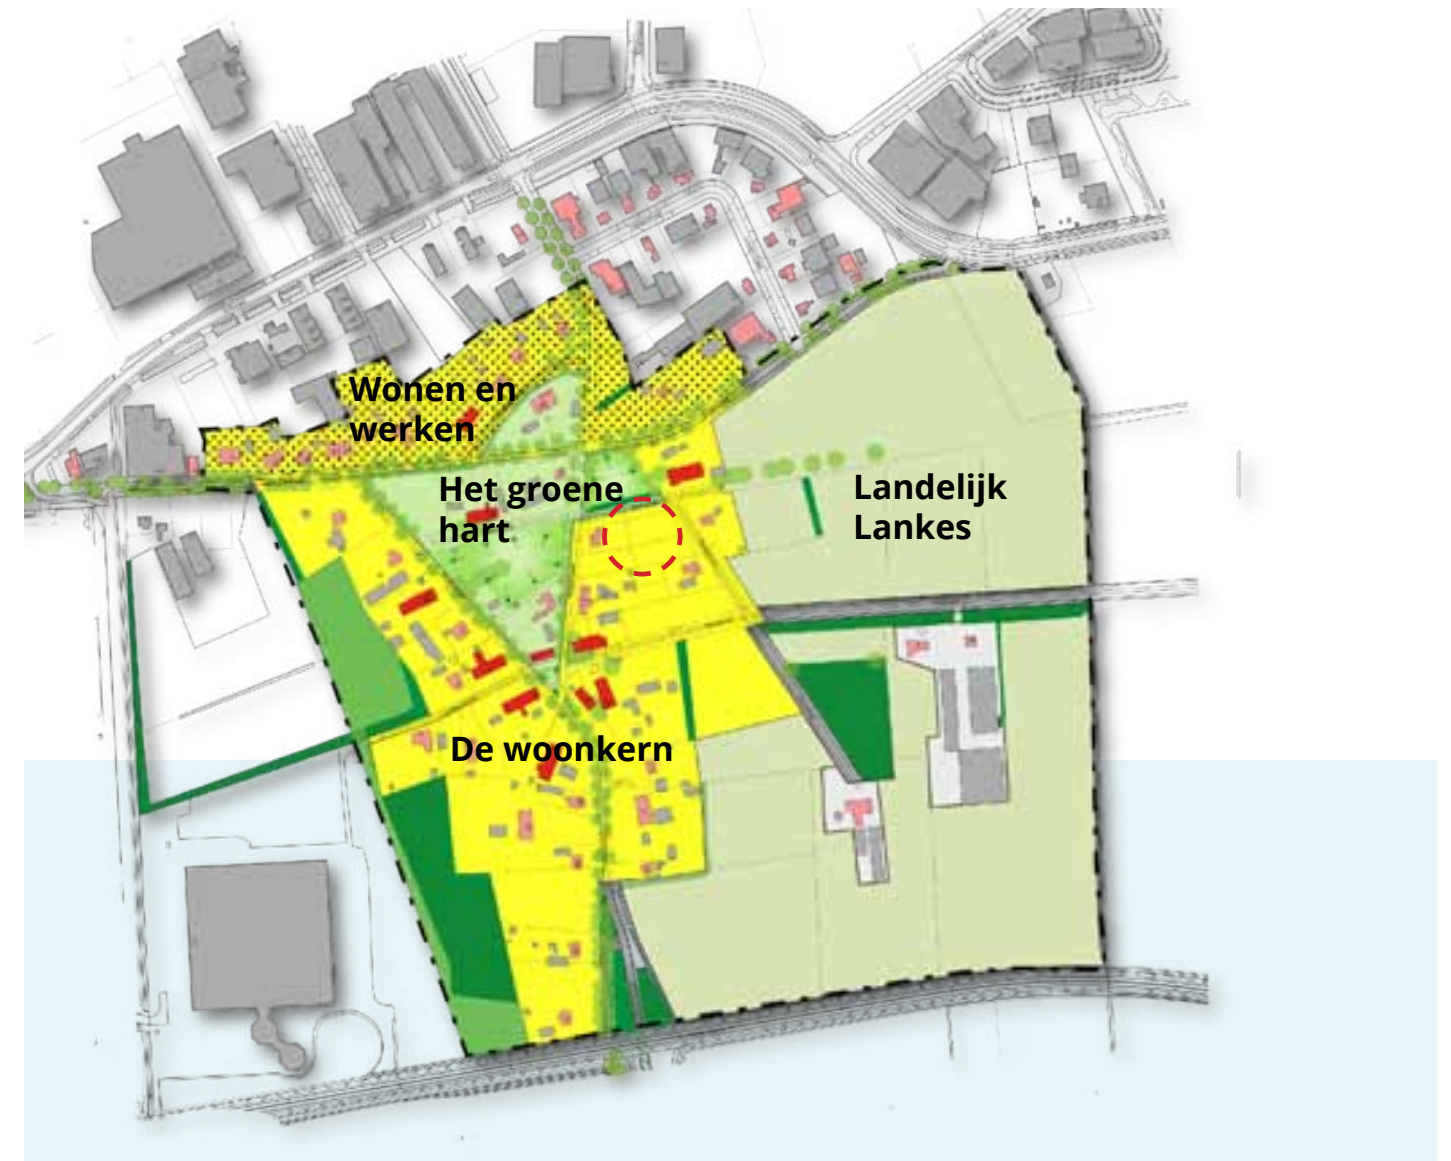 Wonen en
werken
Het groene
hart
Landelijk
Lankes
De woonkern